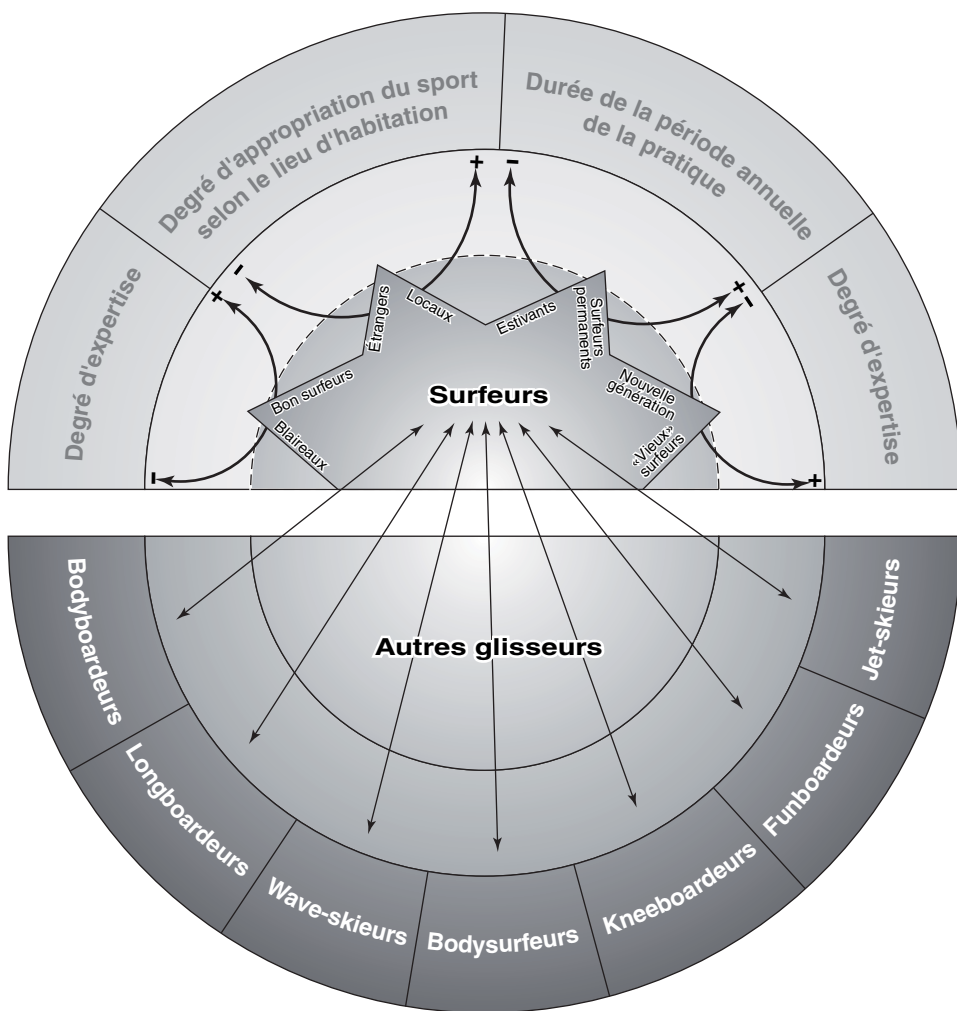 Degré d'expertise
Degré d'appropriation du sport
selon le lieu d'habitation
Durée de la période annuelle
de la pratique
Degré d'expertise
+
-
-
+
+
-
-
+
Blaireaux
Bon surfeurs
Étrangers
Locaux
Estivants
Surfeurs
permanents
Nouvelle
génération
«Vieux»
surfeurs
Surfeurs
Autres glisseurs
Bodyboardeurs
Longboardeurs
Wave-skieurs
Bodysurfeurs
Kneeboardeurs
Funboardeurs
Jet-skieurs